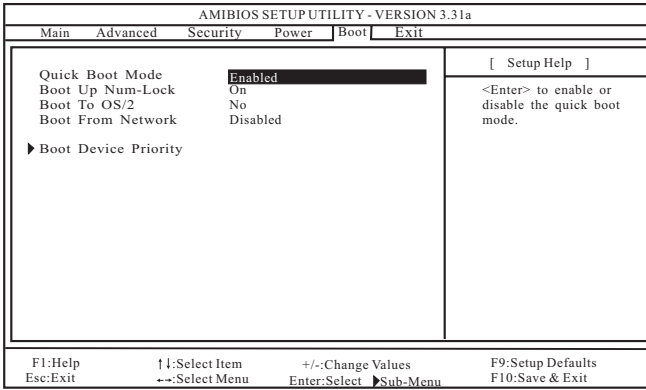 AMIBIOS SETUP UTILITY - VERSION 3.31a
Main Advanced Security Power Boot Exit
Quick Boot Mode Enabled
Boot Up Num-Lock On
Boot To OS/2 No
Boot From Network Disabled
▶ Boot Device Priority
[ Setup Help ]
<Enter> to enable or
disable the quick boot
mode.
F1:Help ↑↓:Select Item +/-:Change Values F9:Setup Defaults
Esc:Exit ←→:Select Menu Enter:Select ▶Sub-Menu F10:Save & Exit